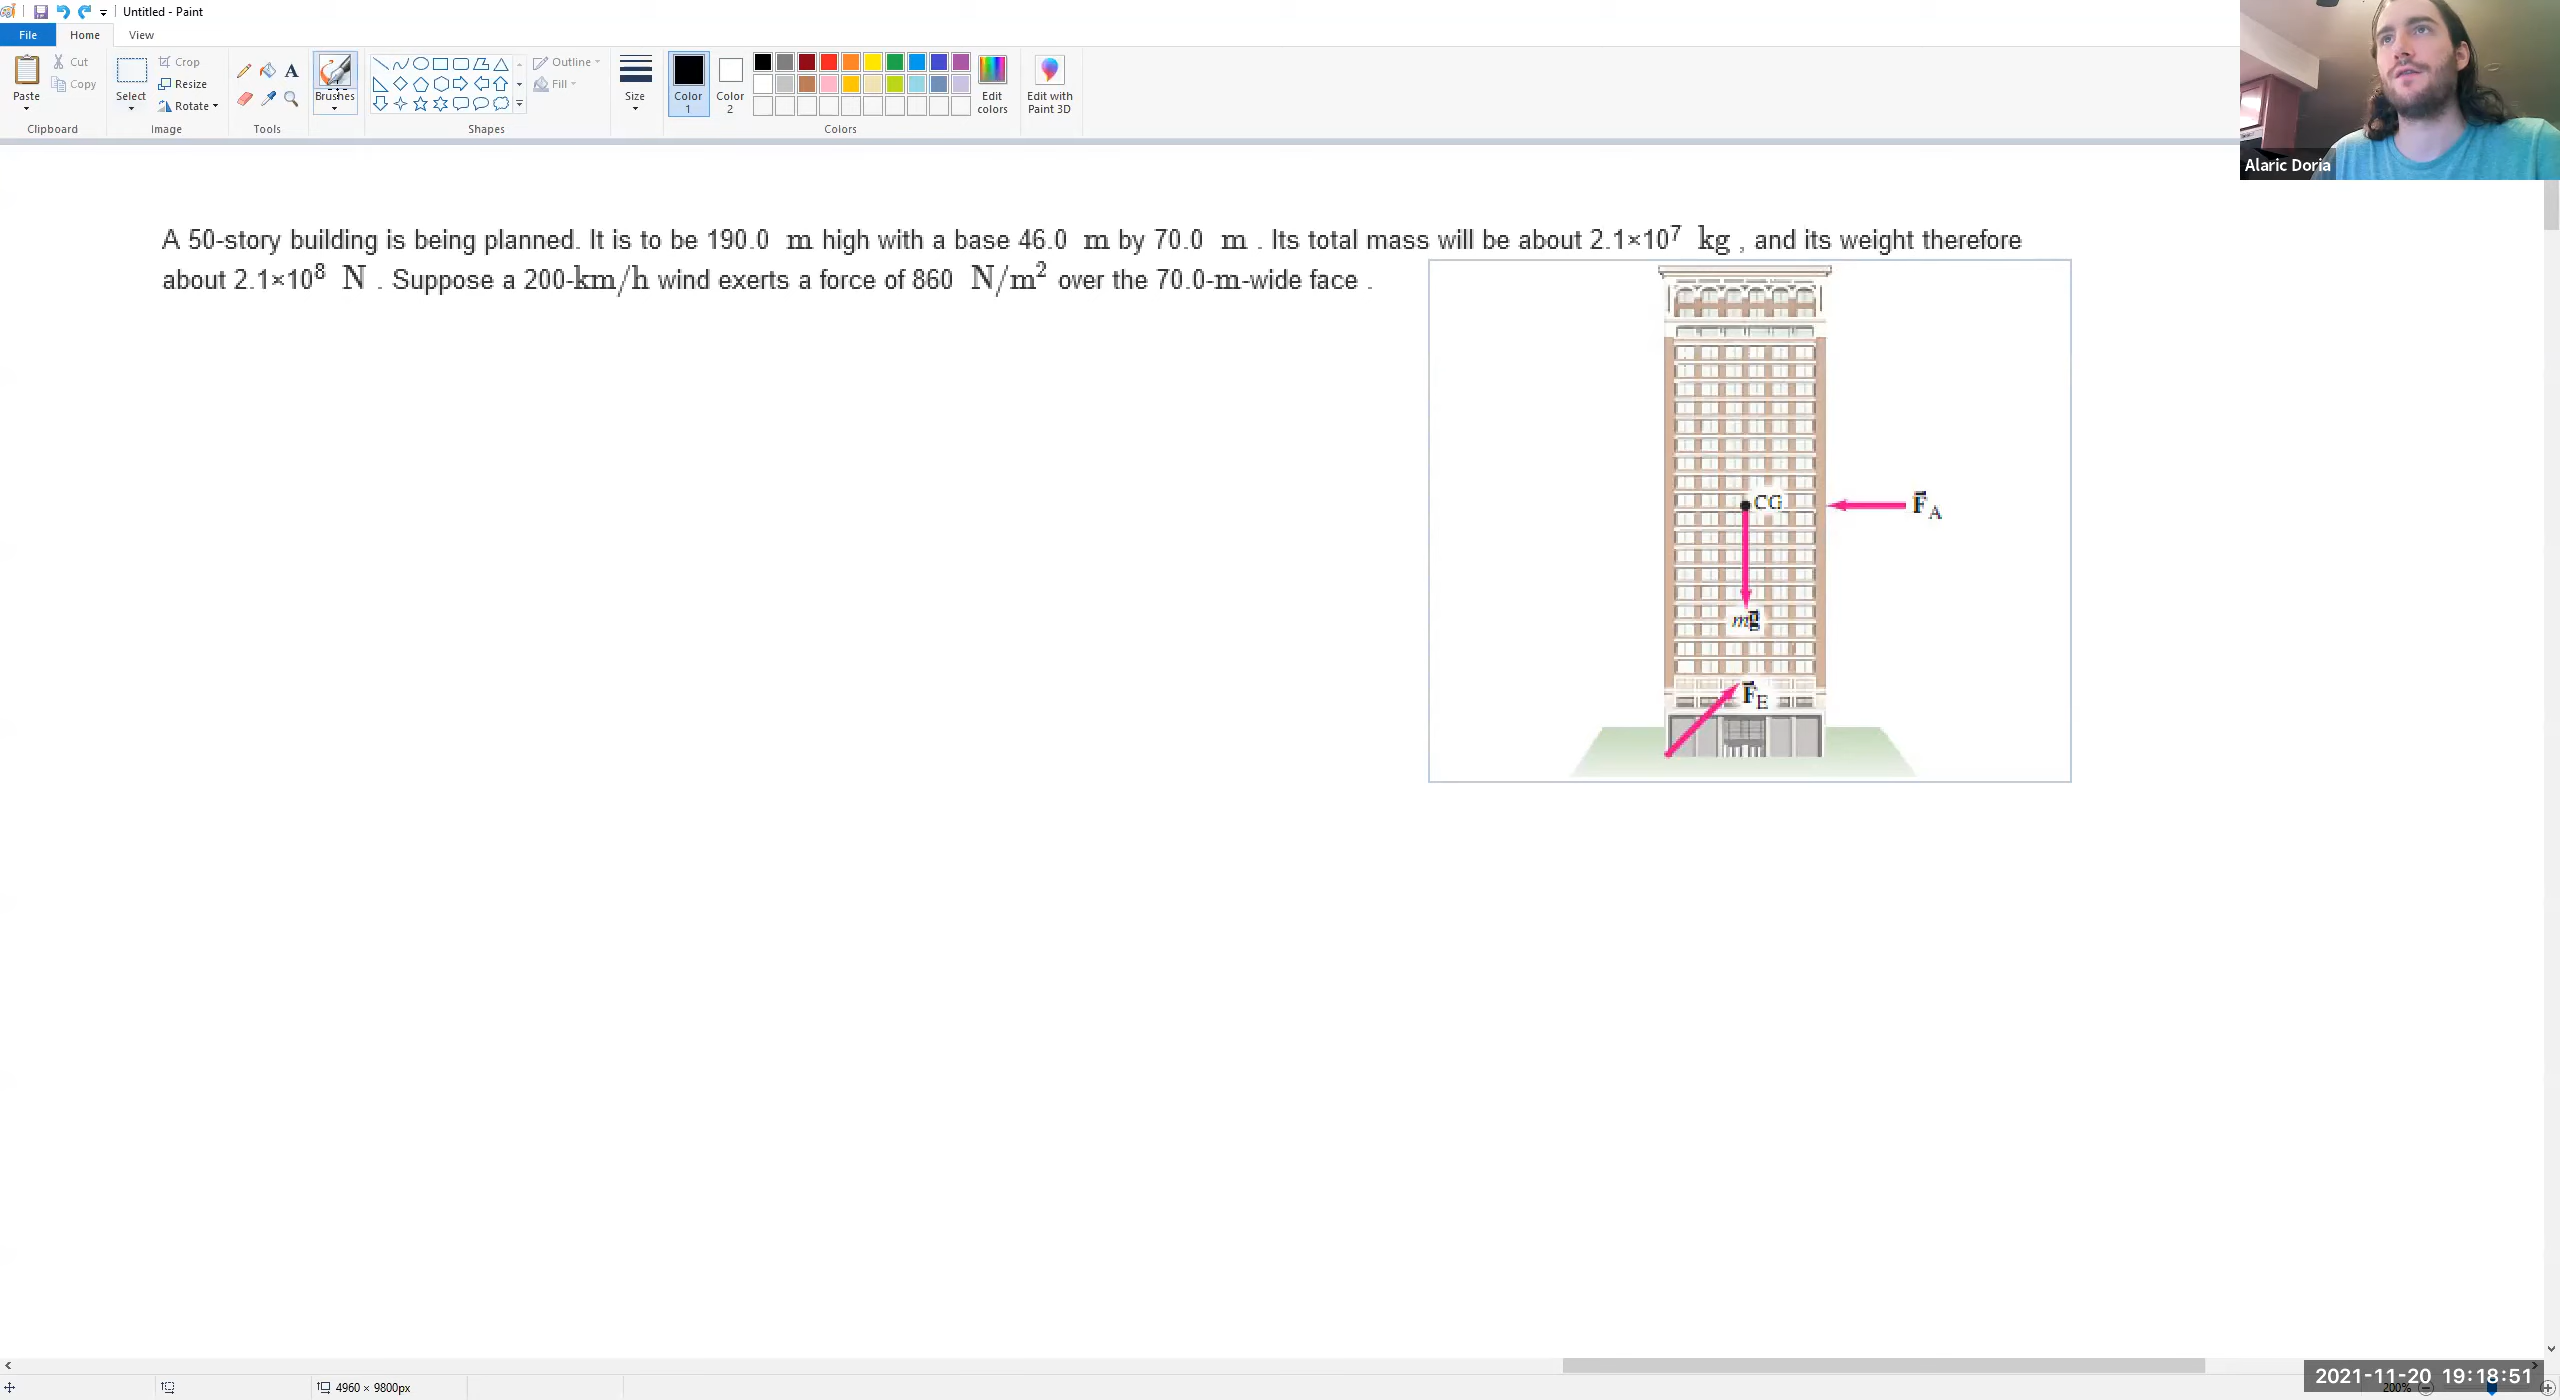 Untitled - Paint
File Home View
Paste
Cut
Copy
Clipboard
Select
Crop
Resize
Rotate
Image
A
Tools
Brushes
Shapes
Outline
Fill
Size
Color 1
Color 2
Colors
Edit colors
Edit with Paint 3D
Alaric Doria
A 50-story building is being planned. It is to be 190.0 m high with a base 46.0 m by 70.0 m . Its total mass will be about 2.1×10⁷ kg , and its weight therefore
about 2.1×10⁸ N . Suppose a 200-km/h wind exerts a force of 860 N/m² over the 70.0-m-wide face .
CG
F⃗A
mg⃗
F⃗E
4960 × 9800px
200%
2021-11-20 19:18:51